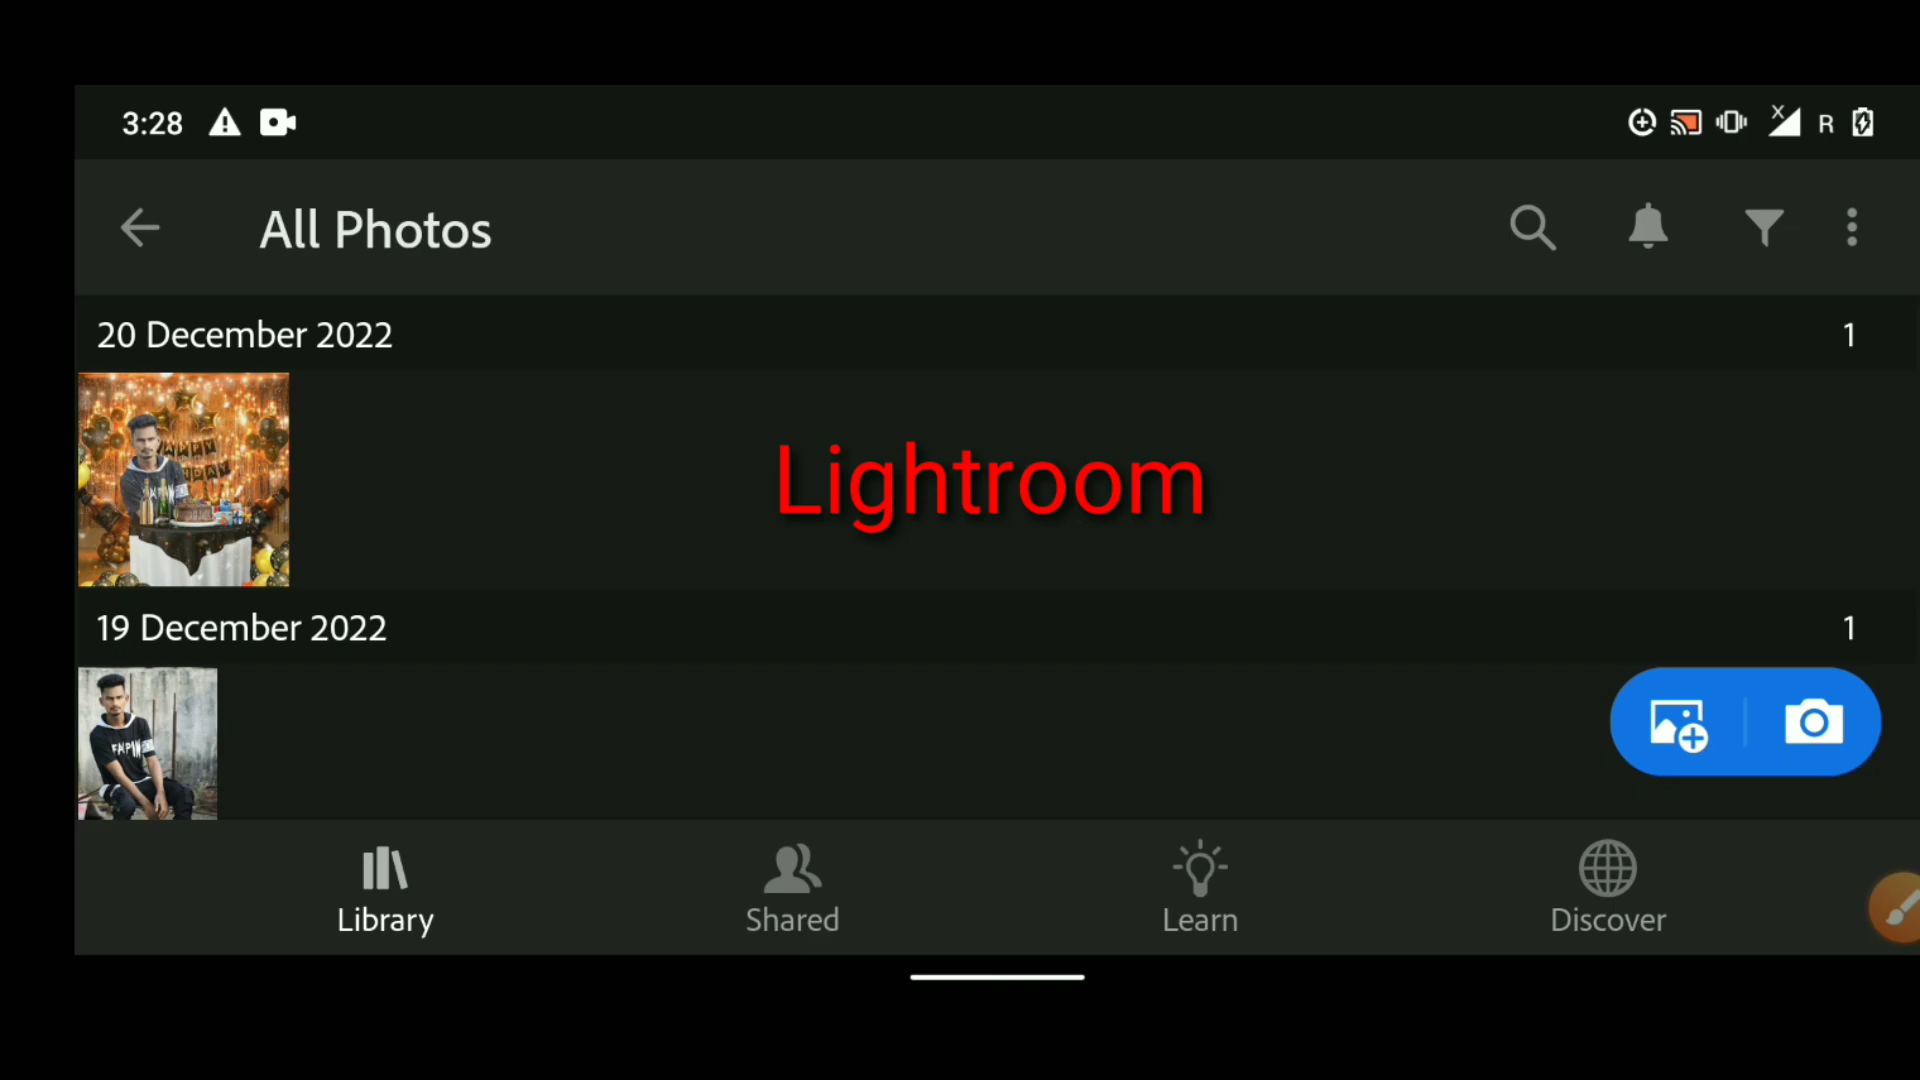 3:28
R
All Photos
20 December 2022
1
Lightroom
19 December 2022
1
Library
Shared
Learn
Discover